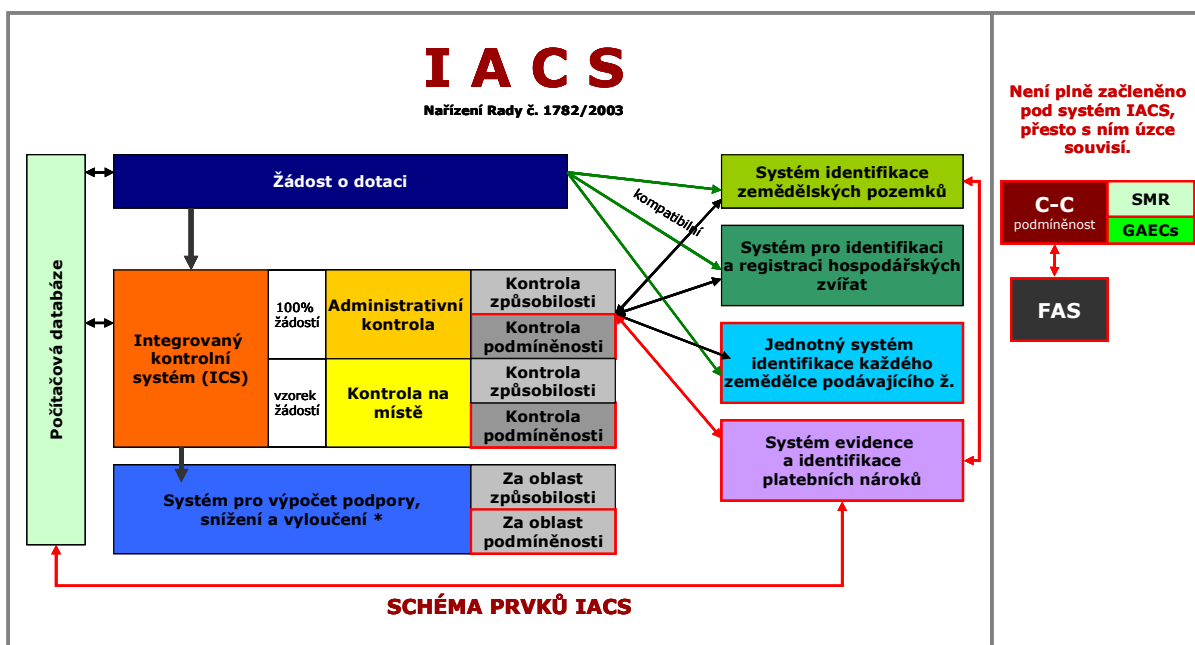 I A C S
Nařízení Rady č. 1782/2003
Počítačová databáze
Žádost o dotaci
kompatibilní
Integrovaný
kontrolní
systém (ICS)
100%
žádostí
Administrativní
kontrola
Kontrola
způsobilosti
Kontrola
podmíněnosti
vzorek
žádostí
Kontrola na
místě
Kontrola
způsobilosti
Kontrola
podmíněnosti
Systém pro výpočet podpory,
snížení a vyloučení *
Za oblast
způsobilosti
Za oblast
podmíněnosti
Systém identifikace
zemědělských pozemků
Systém pro identifikaci
a registraci hospodářských
zvířat
Jednotný systém
identifikace každého
zemědělce podávajícího ž.
Systém evidence
a identifikace
platebních nároků
SCHÉMA PRVKŮ IACS
Není plně začleněno
pod systém IACS,
přesto s ním úzce
souvisí.
C-C
podmíněnost
SMR
GAECs
FAS